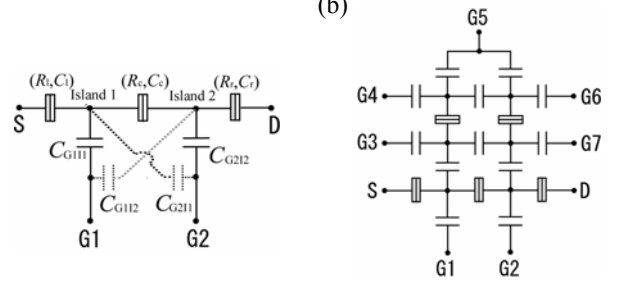 (b)
(Rl,Cl) (Rc,Cc) (Rr,Cr)
Island 1 Island 2
S D
CG1I1 CG2I2
CG1I2 CG2I1
G1 G2
G5
G4 G6
G3 G7
S D
G1 G2